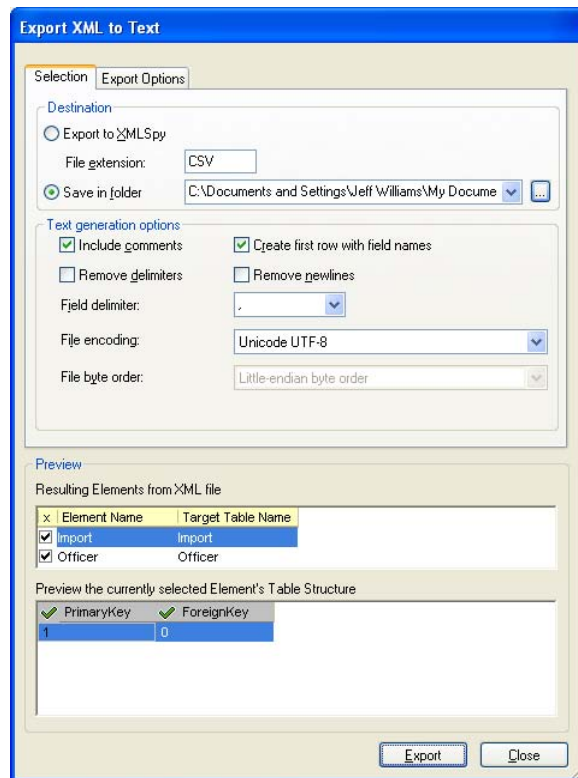 Export XML to Text
Selection Export Options
Destination
Export to XMLSpy
File extension: CSV
Save in folder C:\Documents and Settings\Jeff Williams\My Docume ...
Text generation options
Include comments Create first row with field names
Remove delimiters Remove newlines
Field delimiter: ,
File encoding: Unicode UTF-8
File byte order: Little-endian byte order
Preview
Resulting Elements from XML file
x Element Name Target Table Name
Import Import
Officer Officer
Preview the currently selected Element's Table Structure
PrimaryKey ForeignKey
1 0
Export Close